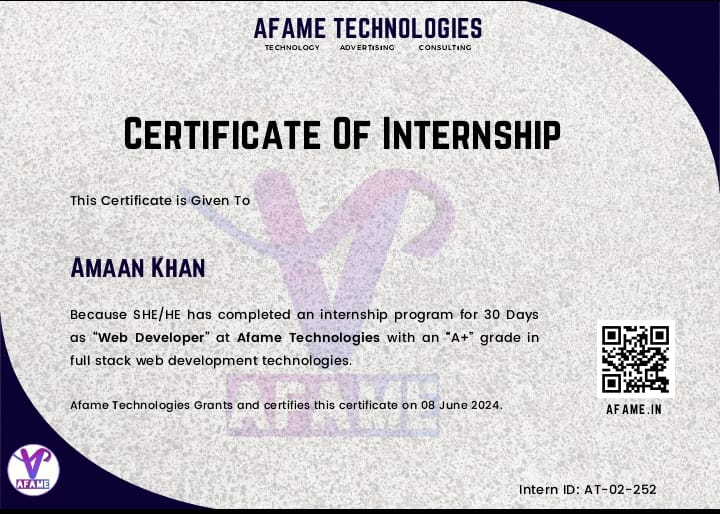 AFAME TECHNOLOGIES
TECHNOLOGY ADVERTISING CONSULTING
CERTIFICATE OF INTERNSHIP
This Certificate is Given To
AMAAN KHAN
Because SHE/HE has completed an internship program for 30 Days
as "Web Developer" at Afame Technologies with an "A+" grade in
full stack web development technologies.
AFAME.IN
AFAME
Afame Technologies Grants and certifies this certificate on 08 June 2024.
AFAME
Intern ID: AT-02-252